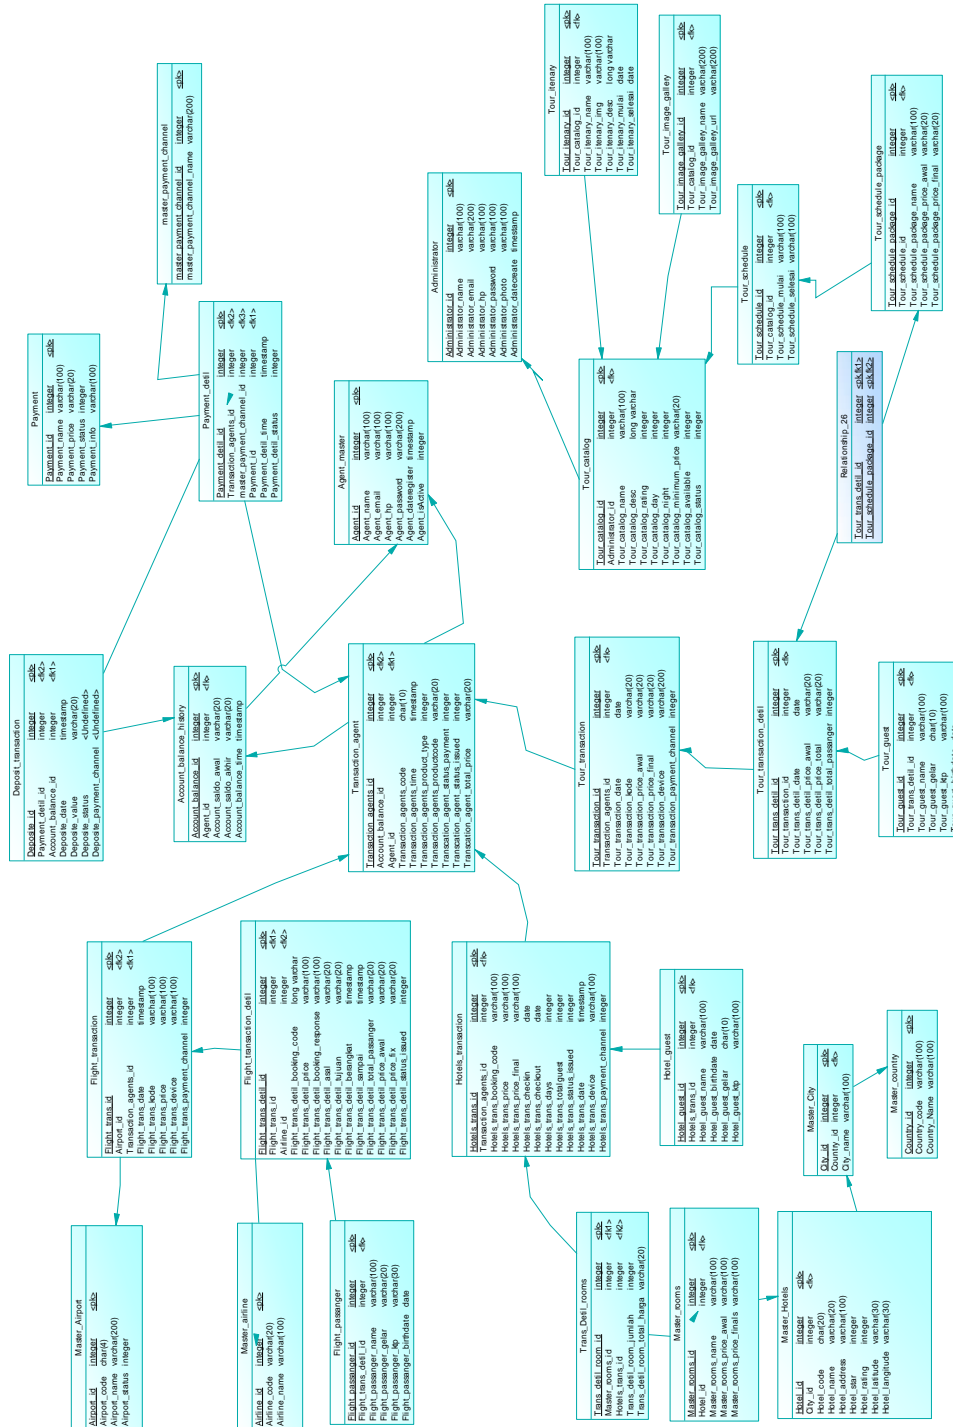 Master_Airport
Airport_id integer <pk>
Airport_code char(4)
Airport_name varchar(200)
Airport_status integer
Master_airline
Airline_id integer <pk>
Airline_code varchar(20)
Airline_name varchar(100)
Flight_passanger
Flight_passanger_id integer <pk>
Flight_trans_detil_id integer <fk>
Flight_passanger_name varchar(100)
Flight_passanger_gelar varchar(20)
Flight_passanger_ktp varchar(30)
Flight_passanger_birthdate date
Trans_Detil_rooms
Trans_detil_room_id integer <pk>
Master_rooms_id integer <fk1>
Hotels_trans_id integer <fk2>
Trans_detil_room_jumlah integer
Trans_detil_room_total_harga varchar(20)
Master_rooms
Master_rooms_id integer <pk>
Hotel_id integer <fk>
Master_rooms_name varchar(100)
Master_rooms_price_awal varchar(100)
Master_rooms_price_finals varchar(100)
Master_Hotels
Hotel_id integer <pk>
City_id integer <fk>
Hotel_code char(20)
Hotel_name varchar(20)
Hotel_address varchar(100)
Hotel_star integer
Hotel_rating integer
Hotel_latitude varchar(30)
Hotel_langitude varchar(30)
Flight_transaction
Flight_trans_id integer <pk>
Airport_id integer <fk2>
Transaction_agents_id integer <fk1>
Flight_trans_date timestamp
Flight_trans_kode varchar(100)
Flight_trans_price varchar(100)
Flight_trans_device varchar(100)
Flight_trans_payment_channel integer
Flight_transaction_detil
Flight_trans_detil_id integer <pk>
Flight_trans_id integer <fk1>
Airline_id integer <fk2>
Flight_trans_detil_booking_code long varchar
Flight_trans_detil_price varchar(100)
Flight_trans_detil_booking_response varchar(100)
Flight_trans_detil_asal varchar(20)
Flight_trans_detil_tujuan varchar(20)
Flight_trans_detil_berangkat timestamp
Flight_trans_detil_sampai timestamp
Flight_trans_detil_total_passanger varchar(20)
Flight_trans_detil_price_awal varchar(20)
Flight_trans_detil_price_fix varchar(20)
Flight_trans_detil_status_issued integer
Hotels_transaction
Hotels_trans_id integer <pk>
Transaction_agents_id integer <fk>
Hotels_trans_booking_code varchar(100)
Hotels_trans_price varchar(100)
Hotels_trans_price_final varchar(100)
Hotels_trans_checkin date
Hotels_trans_checkout date
Hotels_trans_days integer
Hotels_trans_totalguest integer
Hotels_trans_status_issued integer
Hotels_trans_date timestamp
Hotels_trans_device varchar(100)
Hotels_trans_payment_channel integer
Hotel_guest
Hotel_guest_id integer <pk>
Hotels_trans_id integer <fk>
Hotel_guest_name varchar(100)
Hotel_guest_birthdate date
Hotel_guest_gelar char(10)
Hotel_guest_ktp varchar(100)
Master_City
City_id integer <pk>
Country_id integer <fk>
City_name varchar(100)
Master_country
Country_id integer <pk>
Country_code varchar(100)
Country_Name varchar(100)
Deposit_transaction
Deposite_id integer <pk>
Payment_detil_id integer <fk2>
Account_balance_id integer <fk1>
Deposite_date timestamp
Deposite_value varchar(20)
Deposite_status <Undefined>
Deposite_payment_channel <Undefined>
Account_balance_history
Account_balance_id integer <pk>
Agent_id integer <fk>
Account_saldo_awal varchar(20)
Account_saldo_akhir varchar(20)
Account_balance_time timestamp
Transaction_agent
Transaction_agents_id integer <pk>
Account_balance_id integer <fk2>
Agent_id integer <fk1>
Transaction_agents_code char(10)
Transaction_agents_time timestamp
Transaction_agents_product_type integer
Transaction_agents_productcode varchar(20)
Transcation_agent_status_payment integer
Transcation_agent_status_issued integer
Transcation_agent_total_price varchar(20)
Tour_transaction
Tour_transaction_id integer <pk>
Transaction_agents_id integer <fk>
Tour_transaction_date date
Tour_transaction_kode varchar(20)
Tour_transaction_price_awal varchar(20)
Tour_transaction_price_final varchar(20)
Tour_transaction_device varchar(200)
Tour_transaction_payment_channel integer
Tour_transaction_detil
Tour_trans_detil_id integer <pk>
Tour_transaction_id integer <fk>
Tour_trans_detil_date date
Tour_trans_detil_price_awal varchar(20)
Tour_trans_detil_price_total varchar(20)
Tour_trans_detil_total_passanger integer
Tour_guest
Tour_guest_id integer <pk>
Tour_trans_detil_id integer <fk>
Tour_guest_name varchar(100)
Tour_guest_gelar char(10)
Tour_guest_ktp varchar(100)
Payment
Payment_id integer <pk>
Payment_name varchar(100)
Payment_price varchar(20)
Payment_status integer
Payment_info varchar(100)
master_payment_channel
master_payment_channel_id integer <pk>
master_payment_channel_name varchar(200)
Payment_detil
Payment_detil_id integer <pk>
Transaction_agents_id integer <fk2>
master_payment_channel_id integer <fk3>
Payment_id integer <fk1>
Payment_detil_time timestamp
Payment_detil_status integer
Agent_master
Agent_id integer <pk>
Agent_name varchar(100)
Agent_email varchar(100)
Agent_hp varchar(100)
Agent_password varchar(200)
Agent_dateregister timestamp
Agent_isActive integer
Administrator
Administrator_id integer <pk>
Administrator_name varchar(100)
Administrator_email varchar(200)
Administrator_hp varchar(100)
Administrator_password varchar(100)
Administrator_photo varchar(100)
Administrator_datecreate timestamp
Tour_catalog
Tour_catalog_id integer <pk>
Administrator_id integer <fk>
Tour_catalog_name varchar(100)
Tour_catalog_desc long varchar
Tour_catalog_rating integer
Tour_catalog_day integer
Tour_catalog_night integer
Tour_catalog_minimum_price varchar(20)
Tour_catalog_available integer
Tour_catalog_status integer
Tour_itenary
Tour_itenary_id integer <pk>
Tour_catalog_id integer <fk>
Tour_itenary_name varchar(100)
Tour_itenary_img varchar(100)
Tour_itenary_desc long varchar
Tour_itenary_mulai date
Tour_itenary_selesai date
Tour_image_gallery
Tour_image_gallery_id integer <pk>
Tour_catalog_id integer <fk>
Tour_image_gallery_name varchar(200)
Tour_image_gallery_url varchar(200)
Tour_schedule
Tour_schedule_id integer <pk>
Tour_catalog_id integer <fk>
Tour_schedule_mulai varchar(100)
Tour_schedule_selesai varchar(100)
Tour_schedule_package
Tour_schedule_package_id integer <pk>
Tour_schedule_id integer <fk>
Tour_schedule_package_name varchar(100)
Tour_schedule_package_price_awal varchar(20)
Tour_schedule_package_price_final varchar(20)
Relationship_26
Tour_trans_detil_id integer <pk,fk1>
Tour_schedule_package_id integer <pk,fk2>